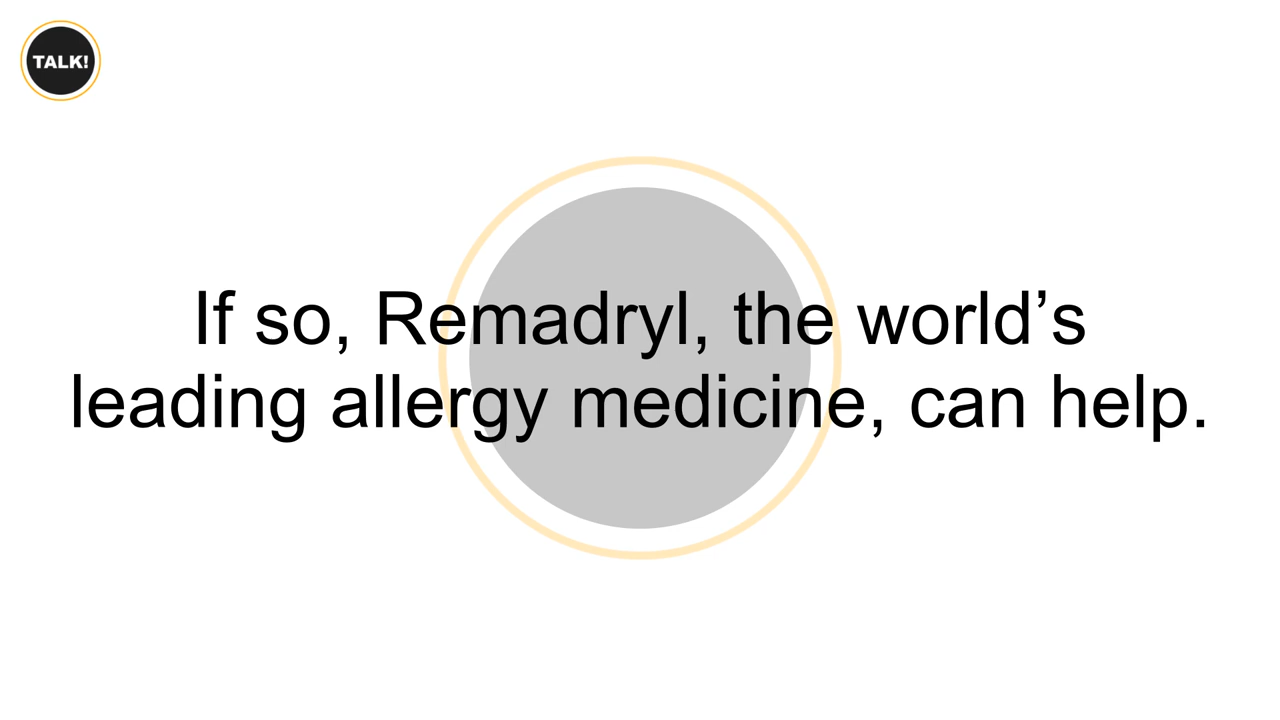 TALK!
If so, Remadryl, the world’s
leading allergy medicine, can help.